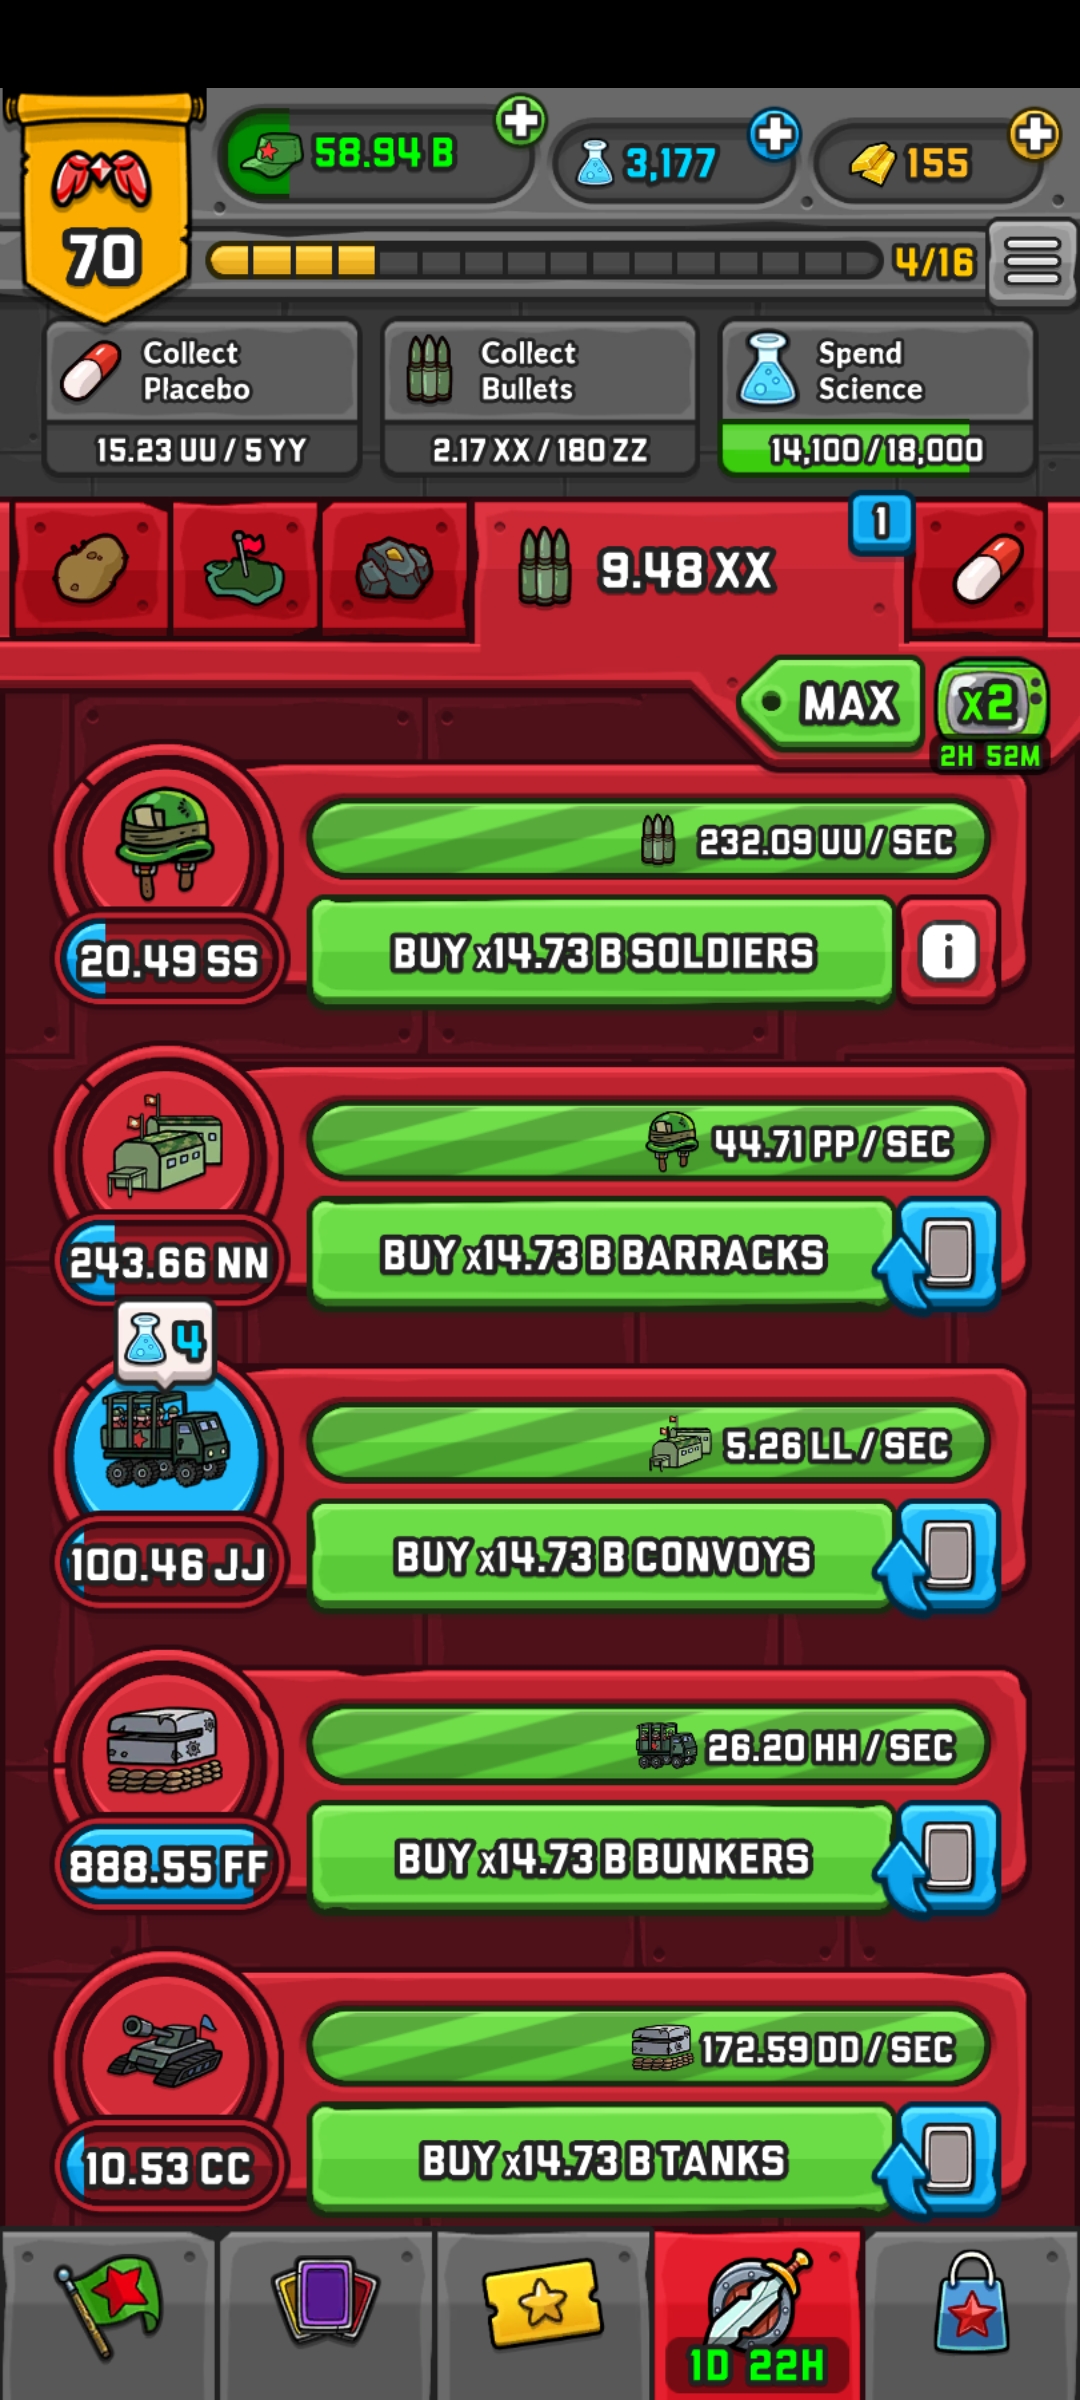 58.94 B
3,177
155
70
4/16
Collect
Placebo
15.23 UU / 5 YY
Collect
Bullets
2.17 XX / 180 ZZ
Spend
Science
14,100 / 18,000
9.48 XX
1
MAX
x2
2H 52M
232.09 UU / SEC
20.49 SS
BUY x14.73 B SOLDIERS
i
44.71 PP / SEC
243.66 NN
BUY x14.73 B BARRACKS
4
5.26 LL / SEC
100.46 JJ
BUY x14.73 B CONVOYS
26.20 HH / SEC
888.55 FF
BUY x14.73 B BUNKERS
172.59 DD / SEC
10.53 CC
BUY x14.73 B TANKS
1D 22H